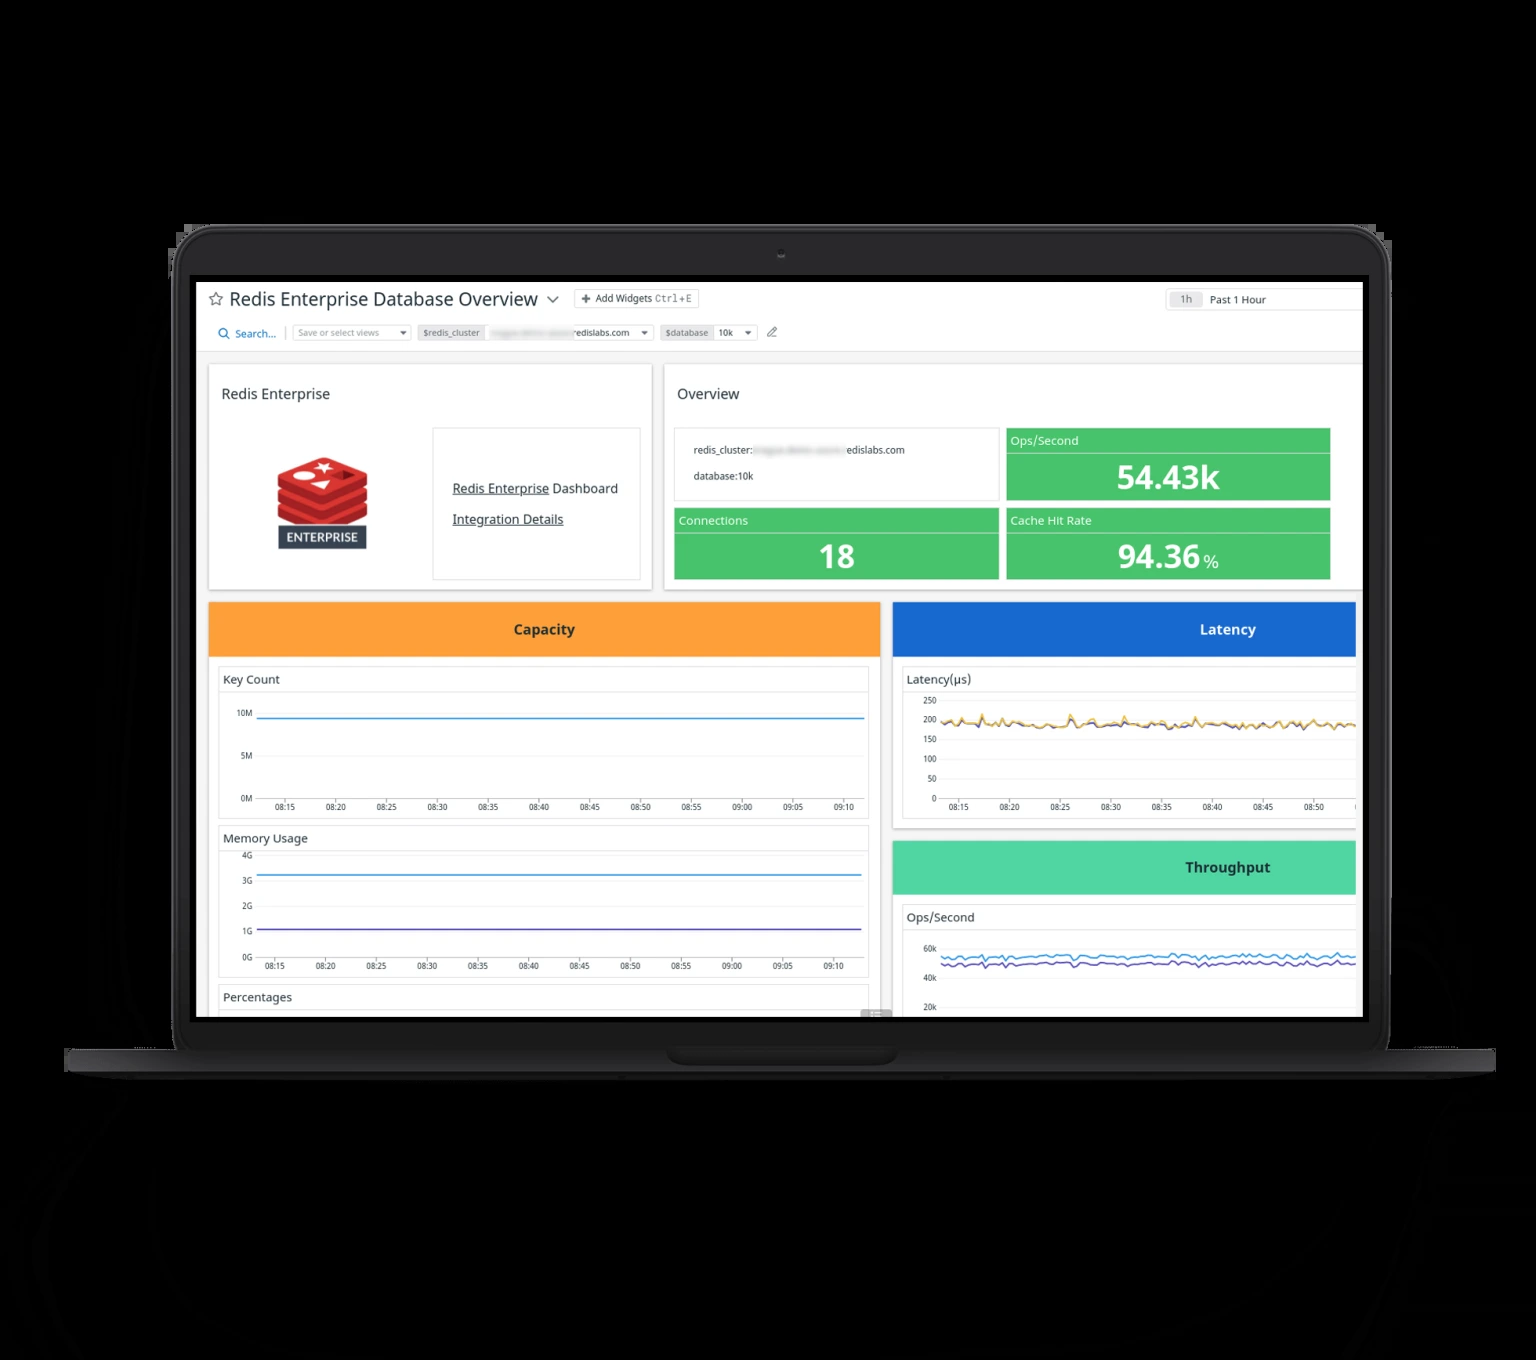 Redis Enterprise Database Overview
Add Widgets Ctrl+E
1h Past 1 Hour
Search...
Save or select views
$redis_cluster edislabs.com
$database 10k
Redis Enterprise
ENTERPRISE
Redis Enterprise Dashboard
Integration Details
Overview
redis_cluster: edislabs.com
database:10k
Ops/Second
54.43k
Connections
18
Cache Hit Rate
94.36%
Capacity
Key Count
10M
5M
0M
08:15 08:20 08:25 08:30 08:35 08:40 08:45 08:50 08:55 09:00 09:05 09:10
Memory Usage
4G
3G
2G
1G
0G
08:15 08:20 08:25 08:30 08:35 08:40 08:45 08:50 08:55 09:00 09:05 09:10
Percentages
Latency
Latency(µs)
250
200
150
100
50
0
08:15 08:20 08:25 08:30 08:35 08:40 08:45 08:50
Throughput
Ops/Second
60k
40k
20k